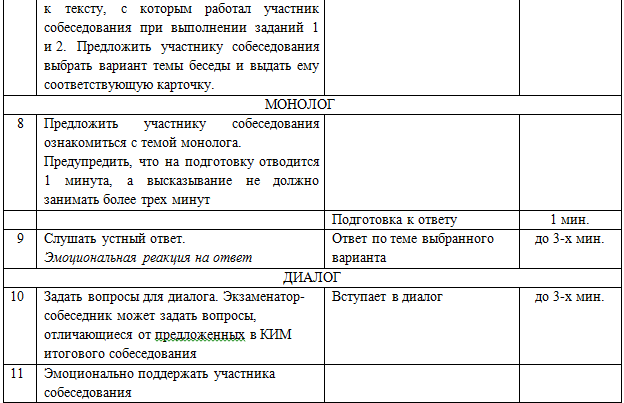 к тексту, с которым работал участник
собеседования при выполнении заданий 1
и 2. Предложить участнику собеседования
выбрать вариант темы беседы и выдать ему
соответствующую карточку.
МОНОЛОГ
8 Предложить участнику собеседования
ознакомиться с темой монолога.
Предупредить, что на подготовку отводится
1 минута, а высказывание не должно
занимать более трех минут
Подготовка к ответу 1 мин.
9 Слушать устный ответ. Ответ по теме выбранного до 3-х мин.
Эмоциональная реакция на ответ варианта
ДИАЛОГ
10 Задать вопросы для диалога. Экзаменатор- Вступает в диалог до 3-х мин.
собеседник может задать вопросы,
отличающиеся от предложенных в КИМ
итогового собеседования
11 Эмоционально поддержать участника
собеседования